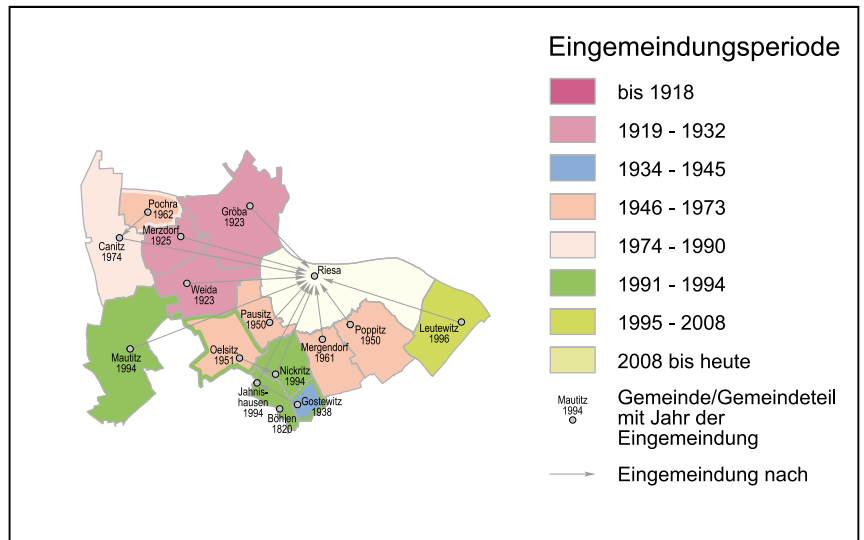 Eingemeindungsperiode
bis 1918
1919 - 1932
1934 - 1945
1946 - 1973
1974 - 1990
1991 - 1994
1995 - 2008
2008 bis heute
Mautitz
1994
Gemeinde/Gemeindeteil
mit Jahr der
Eingemeindung
Eingemeindung nach
Pochra
1962
Gröba
1923
Merzdorf
1925
Canitz
1974
Riesa
Weida
1923
Pausitz
1950
Poppitz
1950
Leutewitz
1996
Mergendorf
1961
Mautitz
1994
Oelsitz
1951
Nickritz
1994
Jahnis-
hausen
1994
Gostewitz
1938
Böhlen
1820